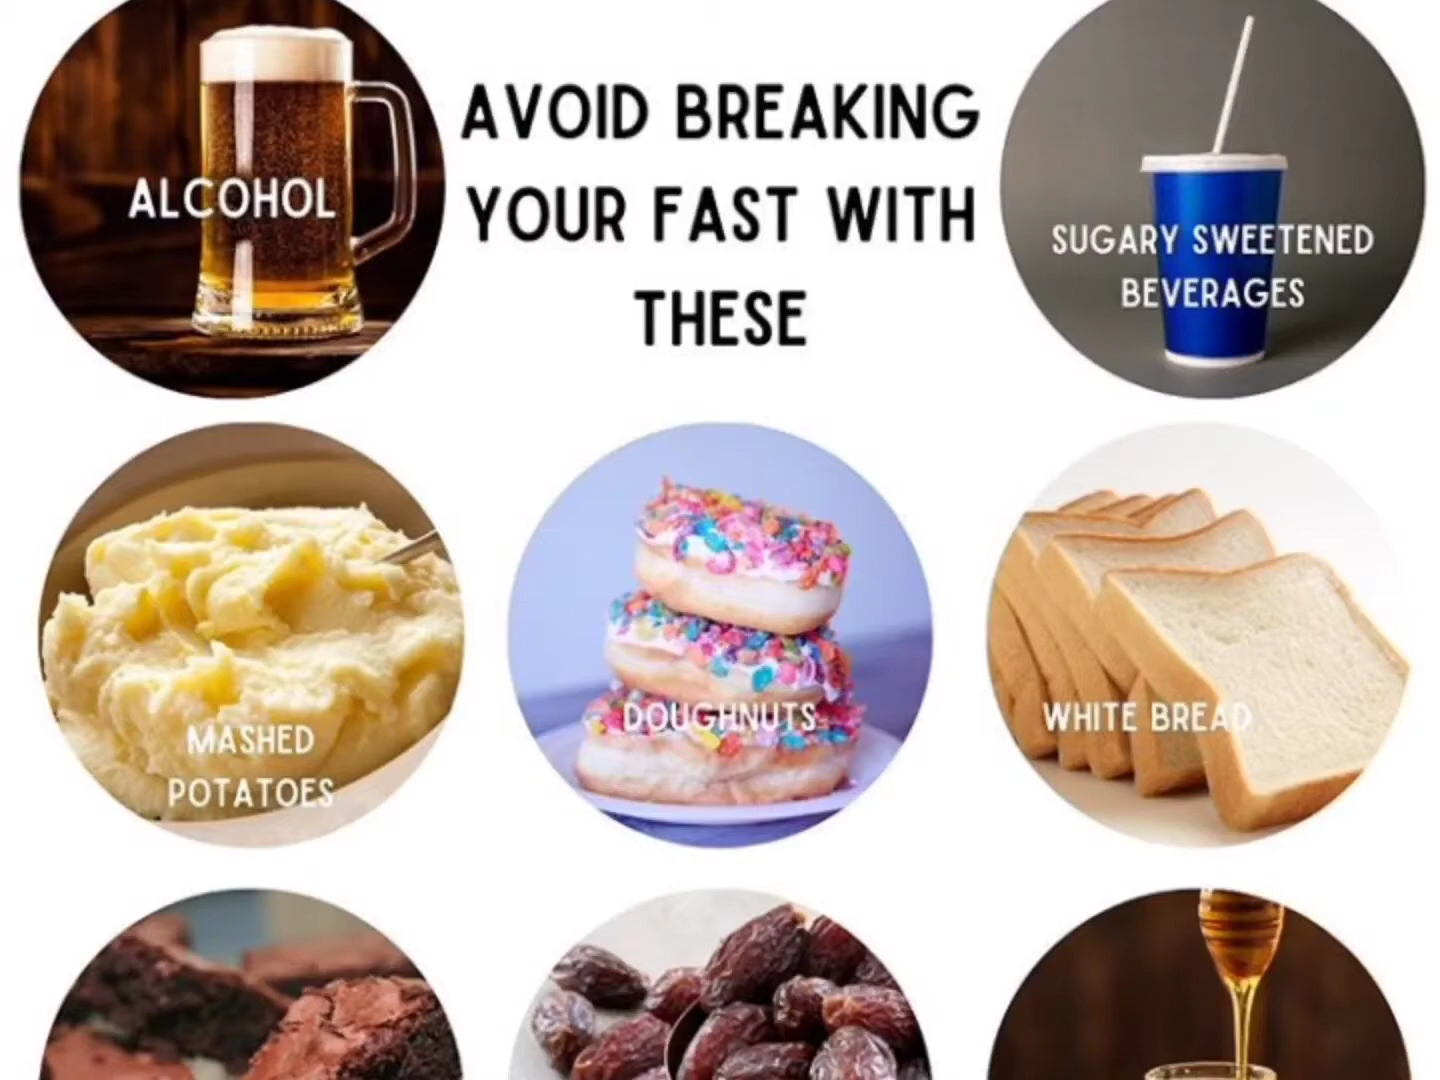 AVOID BREAKING
YOUR FAST WITH
THESE
ALCOHOL
SUGARY SWEETENED
BEVERAGES
MASHED
POTATOES
DOUGHNUTS
WHITE BREAD